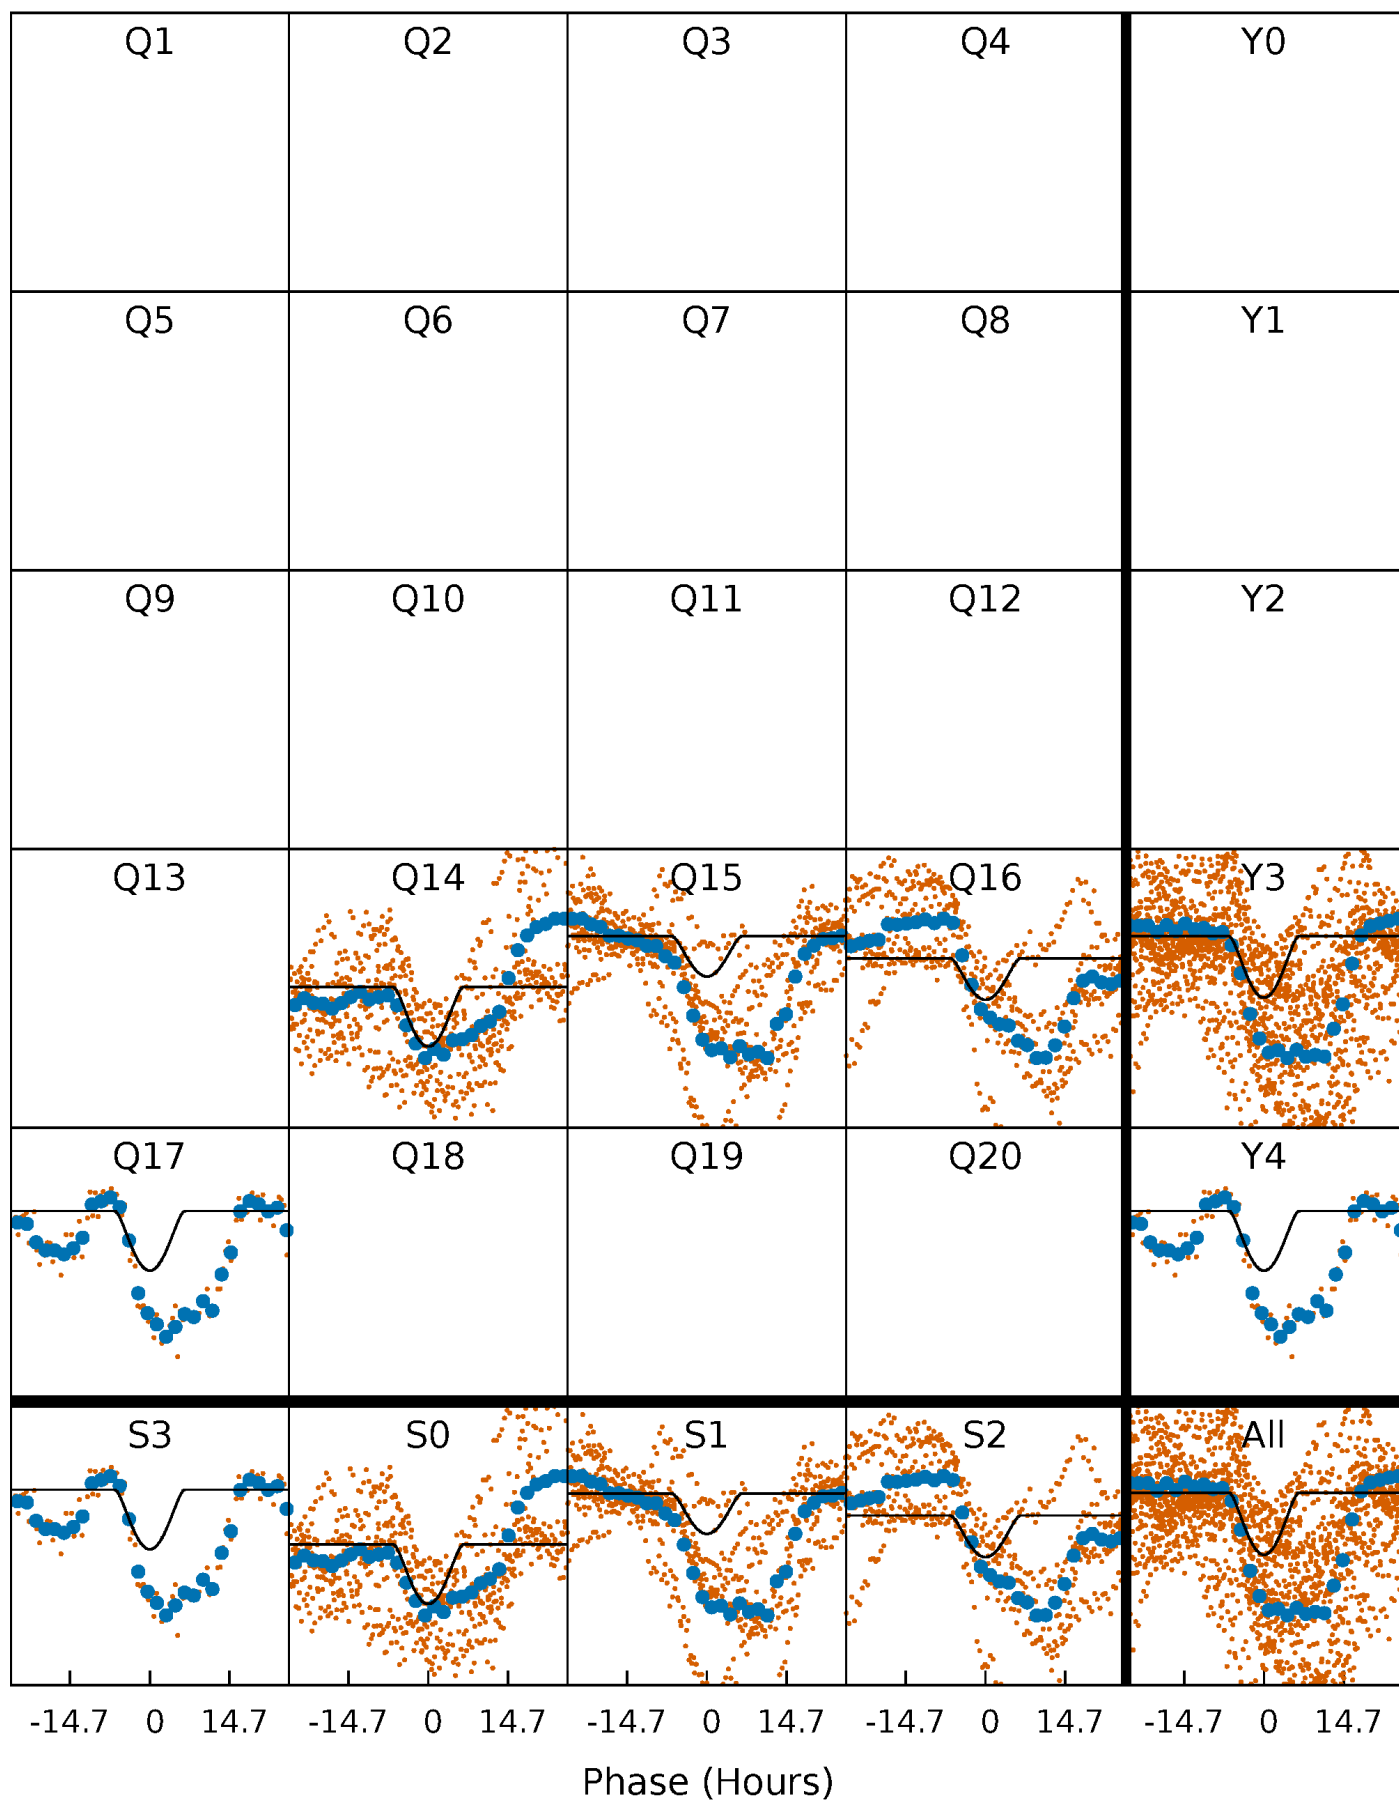 Q1 Q2 Q3 Q4 Y0
Q5 Q6 Q7 Q8 Y1
Q9 Q10 Q11 Q12 Y2
Q13 Q14 Q15 Q16 Y3
Q17 Q18 Q19 Q20 Y4
S3 S0 S1 S2 All
-14.7 0 14.7 -14.7 0 14.7 -14.7 0 14.7 -14.7 0 14.7 -14.7 0 14.7
Phase (Hours)